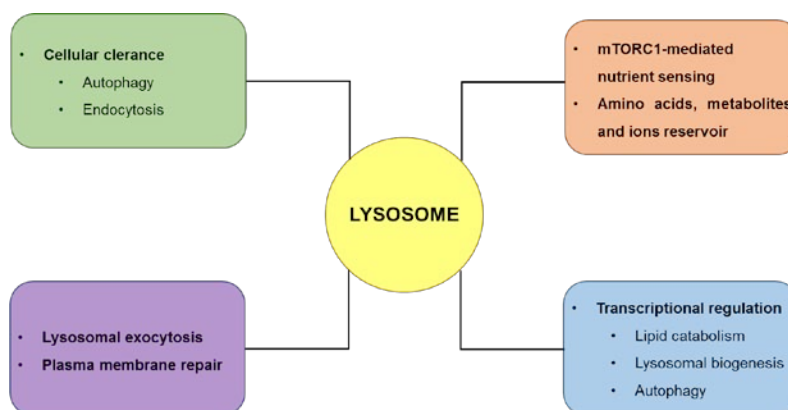 • Cellular clerance
• Autophagy
• Endocytosis
• mTORC1-mediated
nutrient sensing
• Amino acids, metabolites
and ions reservoir
LYSOSOME
• Lysosomal exocytosis
• Plasma membrane repair
• Transcriptional regulation
• Lipid catabolism
• Lysosomal biogenesis
• Autophagy